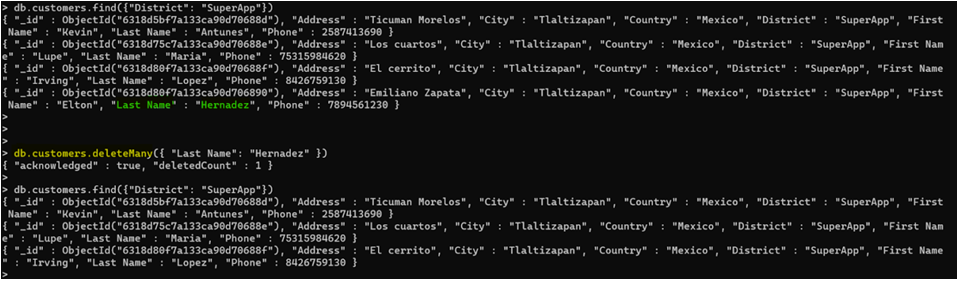 > db.customers.find({"District": "SuperApp"})
{ "_id" : ObjectId("6318d5bf7a133ca90d70688d"), "Address" : "Ticuman Morelos", "City" : "Tlaltizapan", "Country" : "Mexico", "District" : "SuperApp", "First
Name" : "Kevin", "Last Name" : "Antunes", "Phone" : 2587413690 }
{ "_id" : ObjectId("6318d75c7a133ca90d70688e"), "Address" : "Los cuartos", "City" : "Tlaltizapan", "Country" : "Mexico", "District" : "SuperApp", "First Nam
e" : "Lupe", "Last Name" : "Maria", "Phone" : 75315984620 }
{ "_id" : ObjectId("6318d80f7a133ca90d70688f"), "Address" : "El cerrito", "City" : "Tlaltizapan", "Country" : "Mexico", "District" : "SuperApp", "First Name
" : "Irving", "Last Name" : "Lopez", "Phone" : 8426759130 }
{ "_id" : ObjectId("6318d80f7a133ca90d706890"), "Address" : "Emiliano Zapata", "City" : "Tlaltizapan", "Country" : "Mexico", "District" : "SuperApp", "First
Name" : "Elton", "Last Name" : "Hernadez", "Phone" : 7894561230 }
>
>
>
> db.customers.deleteMany({ "Last Name": "Hernadez" })
{ "acknowledged" : true, "deletedCount" : 1 }
>
> db.customers.find({"District": "SuperApp"})
{ "_id" : ObjectId("6318d5bf7a133ca90d70688d"), "Address" : "Ticuman Morelos", "City" : "Tlaltizapan", "Country" : "Mexico", "District" : "SuperApp", "First
Name" : "Kevin", "Last Name" : "Antunes", "Phone" : 2587413690 }
{ "_id" : ObjectId("6318d75c7a133ca90d70688e"), "Address" : "Los cuartos", "City" : "Tlaltizapan", "Country" : "Mexico", "District" : "SuperApp", "First Nam
e" : "Lupe", "Last Name" : "Maria", "Phone" : 75315984620 }
{ "_id" : ObjectId("6318d80f7a133ca90d70688f"), "Address" : "El cerrito", "City" : "Tlaltizapan", "Country" : "Mexico", "District" : "SuperApp", "First Name
" : "Irving", "Last Name" : "Lopez", "Phone" : 8426759130 }
>